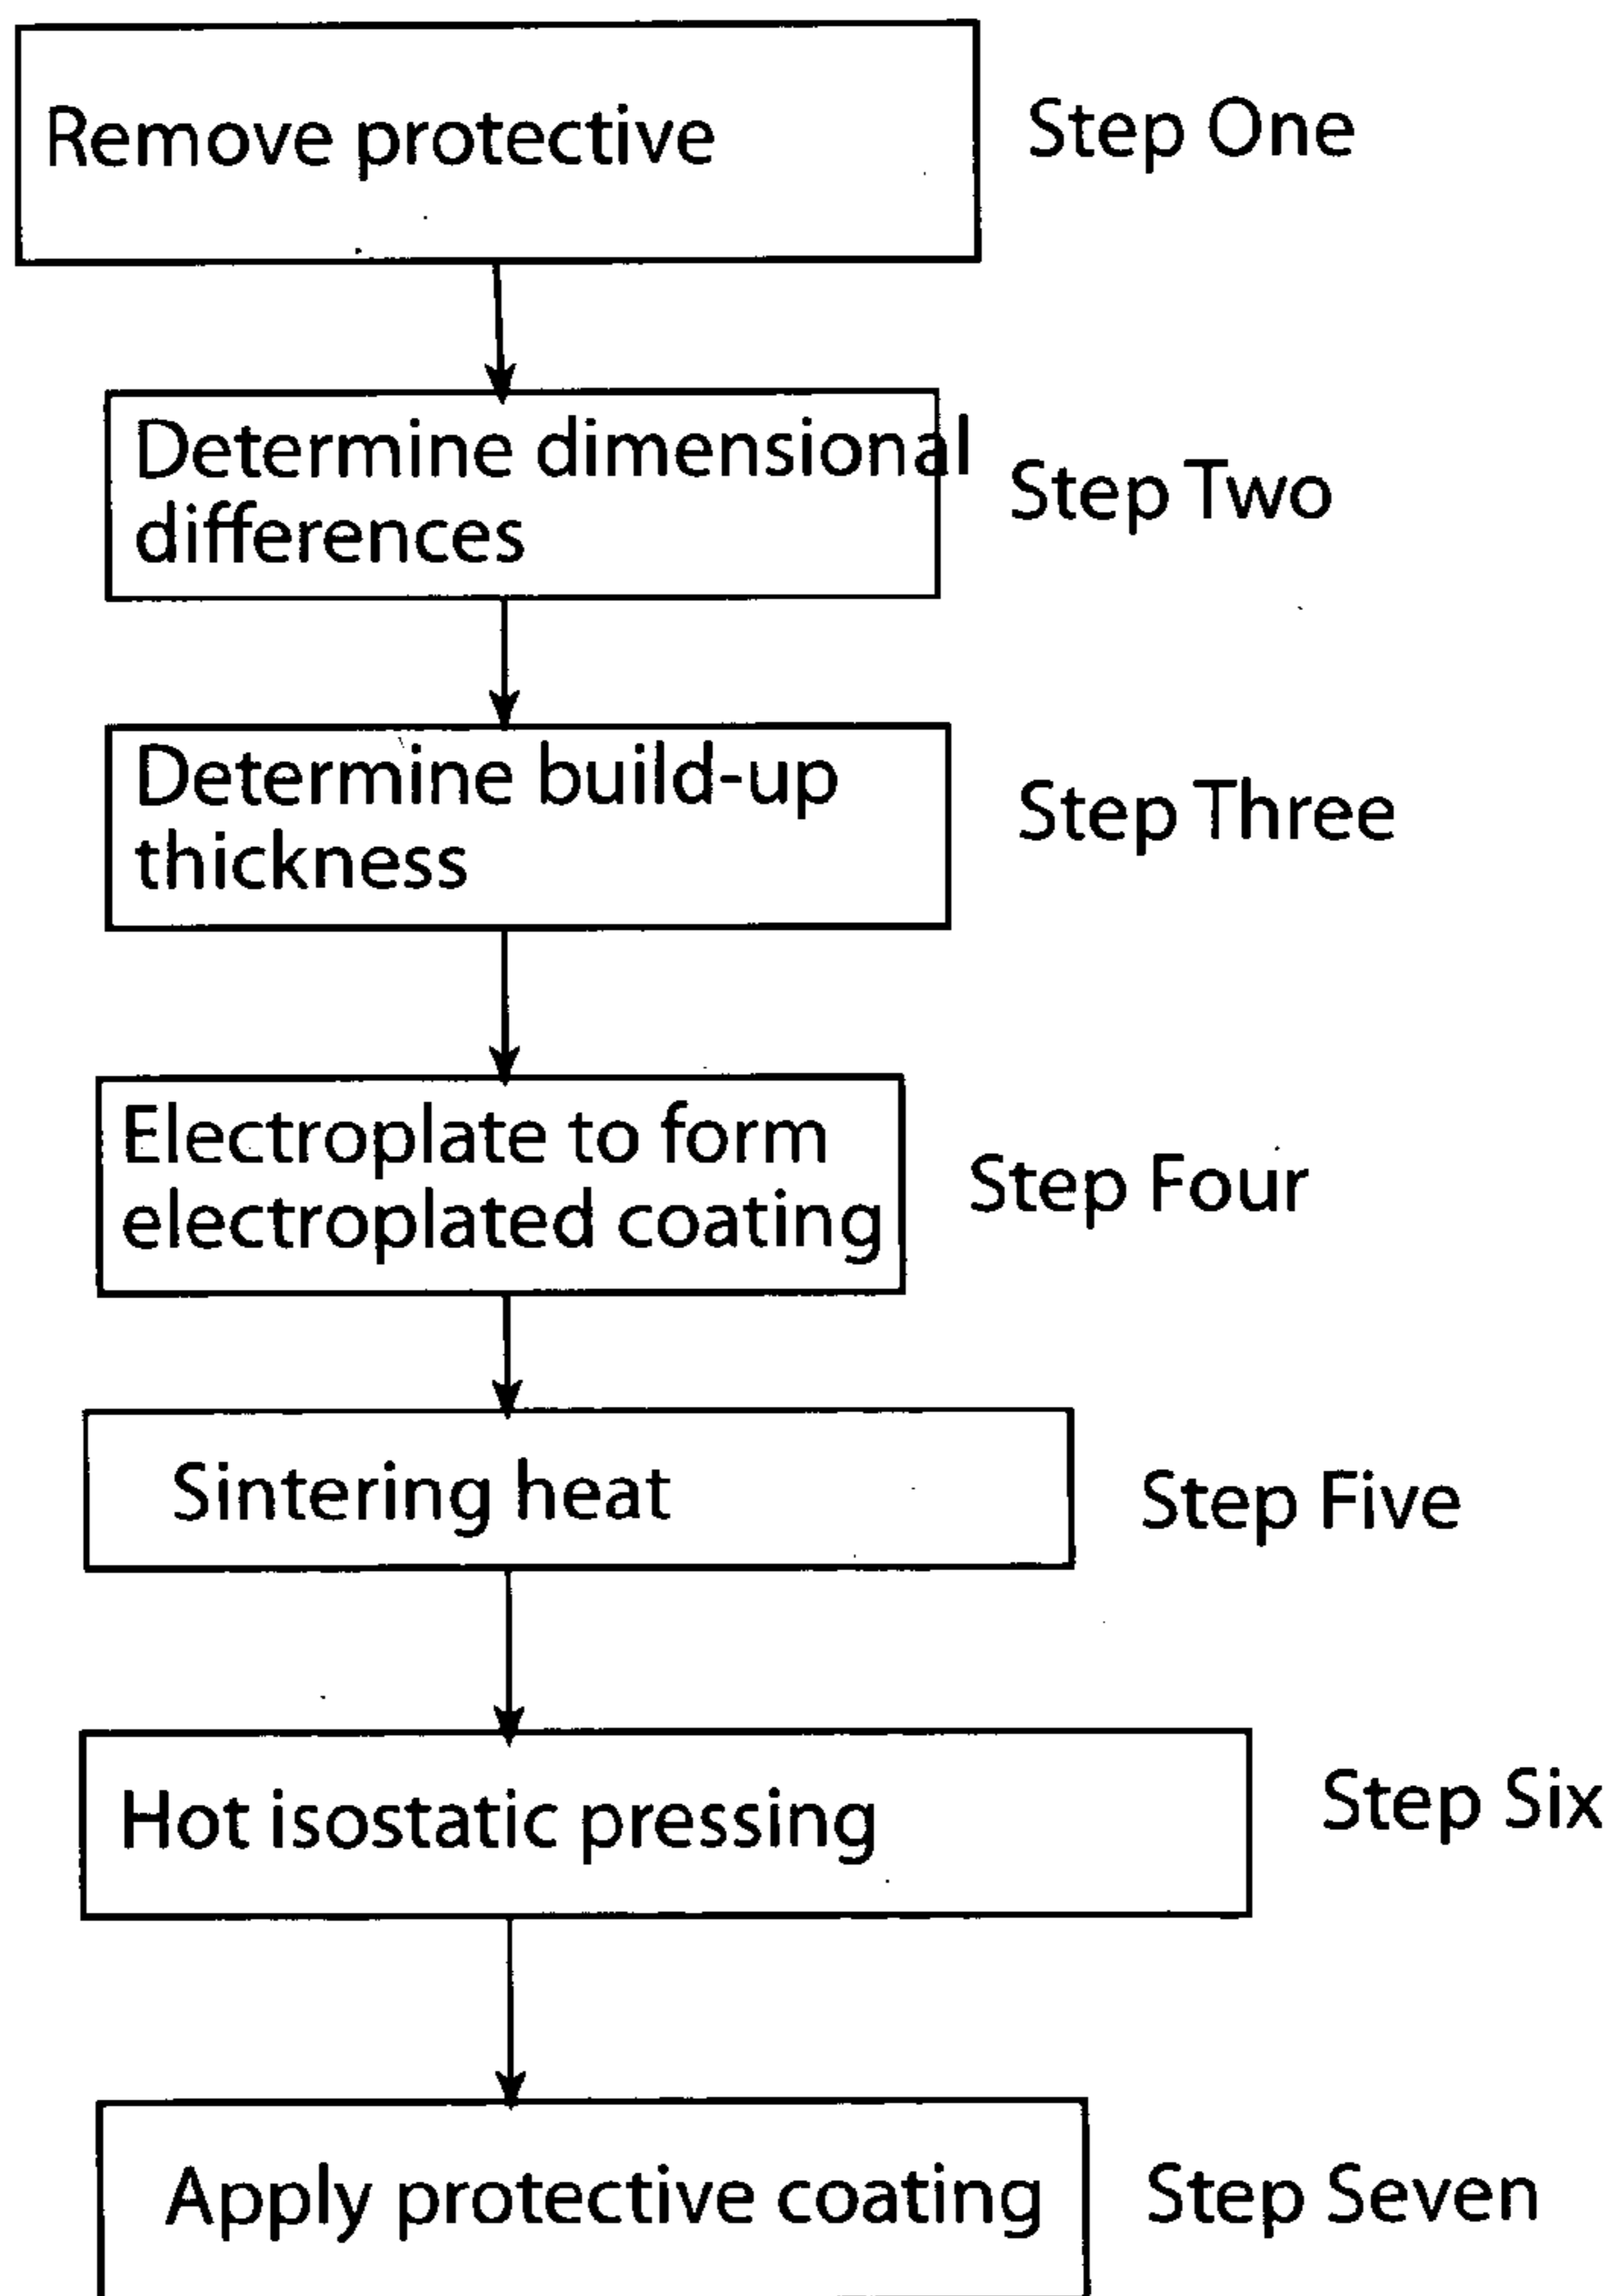 Remove protective
Step One
Determine dimensional
differences
Step Two
Determine build-up
thickness
Step Three
Electroplate to form
electroplated coating
Step Four
Sintering heat
Step Five
Hot isostatic pressing
Step Six
Apply protective coating
Step Seven